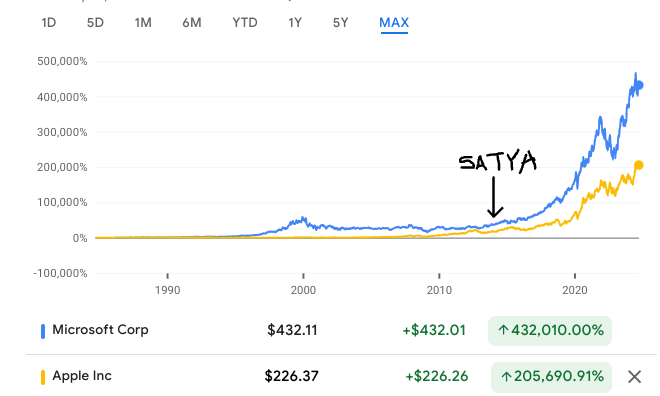 1D 5D 1M 6M YTD 1Y 5Y MAX
500,000%
400,000%
300,000%
200,000%
100,000%
0%
-100,000%
SATYA
1990 2000 2010 2020
Microsoft Corp $432.11 +$432.01 ↑432,010.00%
Apple Inc $226.37 +$226.26 ↑205,690.91%